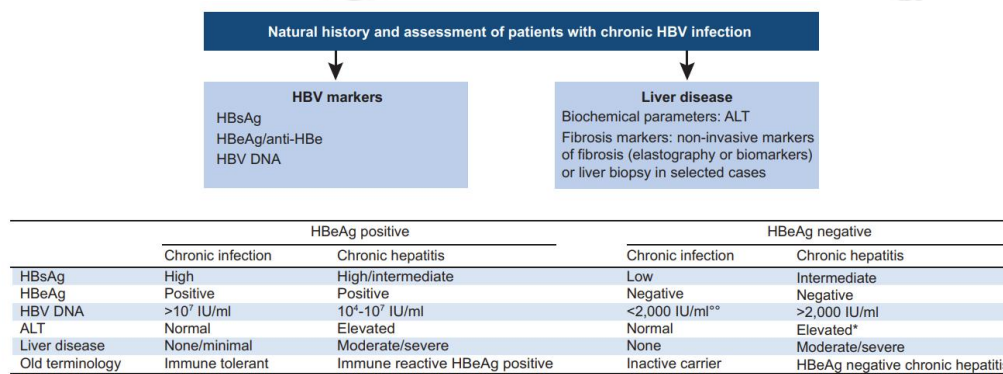 Natural history and assessment of patients with chronic HBV infection
HBV markers
HBsAg
HBeAg/anti-HBe
HBV DNA
Liver disease
Biochemical parameters: ALT
Fibrosis markers: non-invasive markers
of fibrosis (elastography or biomarkers)
or liver biopsy in selected cases
HBeAg positive HBeAg negative
Chronic infection Chronic hepatitis Chronic infection Chronic hepatitis
HBsAg High High/intermediate Low Intermediate
HBeAg Positive Positive Negative Negative
HBV DNA >10⁷ IU/ml 10⁴-10⁷ IU/ml <2,000 IU/ml°° >2,000 IU/ml
ALT Normal Elevated Normal Elevated*
Liver disease None/minimal Moderate/severe None Moderate/severe
Old terminology Immune tolerant Immune reactive HBeAg positive Inactive carrier HBeAg negative chronic hepatitis